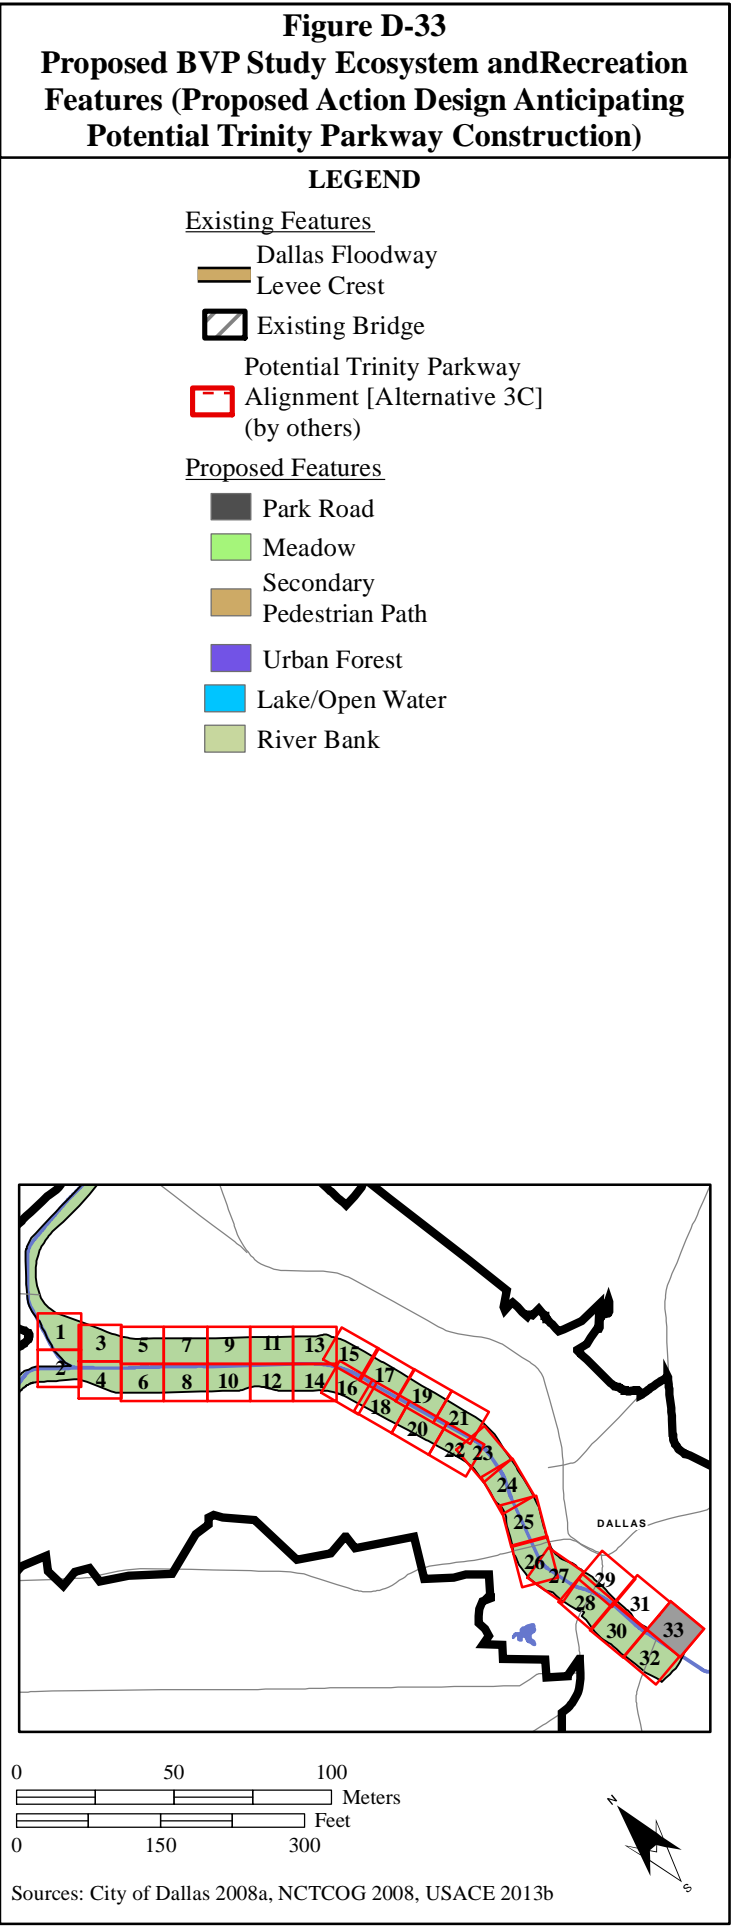 Figure D-33
Proposed BVP Study Ecosystem andRecreation
Features (Proposed Action Design Anticipating
Potential Trinity Parkway Construction)
LEGEND
Existing Features
Dallas Floodway
Levee Crest
Existing Bridge
Potential Trinity Parkway
Alignment [Alternative 3C]
(by others)
Proposed Features
Park Road
Meadow
Secondary
Pedestrian Path
Urban Forest
Lake/Open Water
River Bank
1
2
3
4
5
6
7
8
9
10
11
12
13
14
15
16
17
18
19
20
21
22
23
24
25
26
27
28
29
30
31
32
33
DALLAS
0 50 100
Meters
Feet
0 150 300
N
S
Sources: City of Dallas 2008a, NCTCOG 2008, USACE 2013b